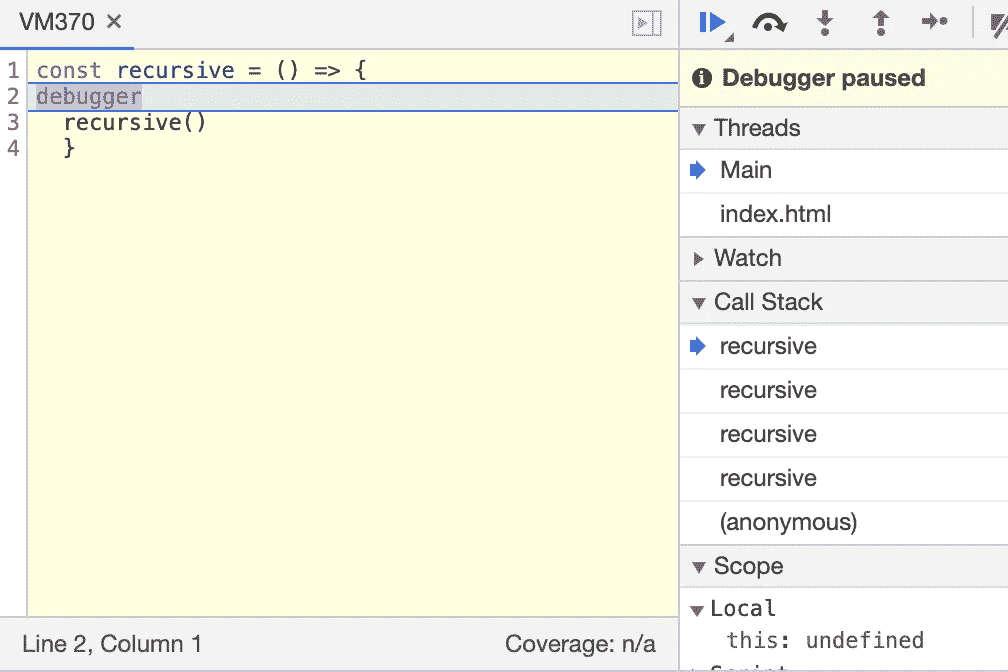 VM370 ×
1 const recursive = () => {
2 debugger
3   recursive()
4   }
Line 2, Column 1
Coverage: n/a
Debugger paused
Threads
Main
index.html
Watch
Call Stack
recursive
recursive
recursive
recursive
(anonymous)
Scope
Local
this: undefined